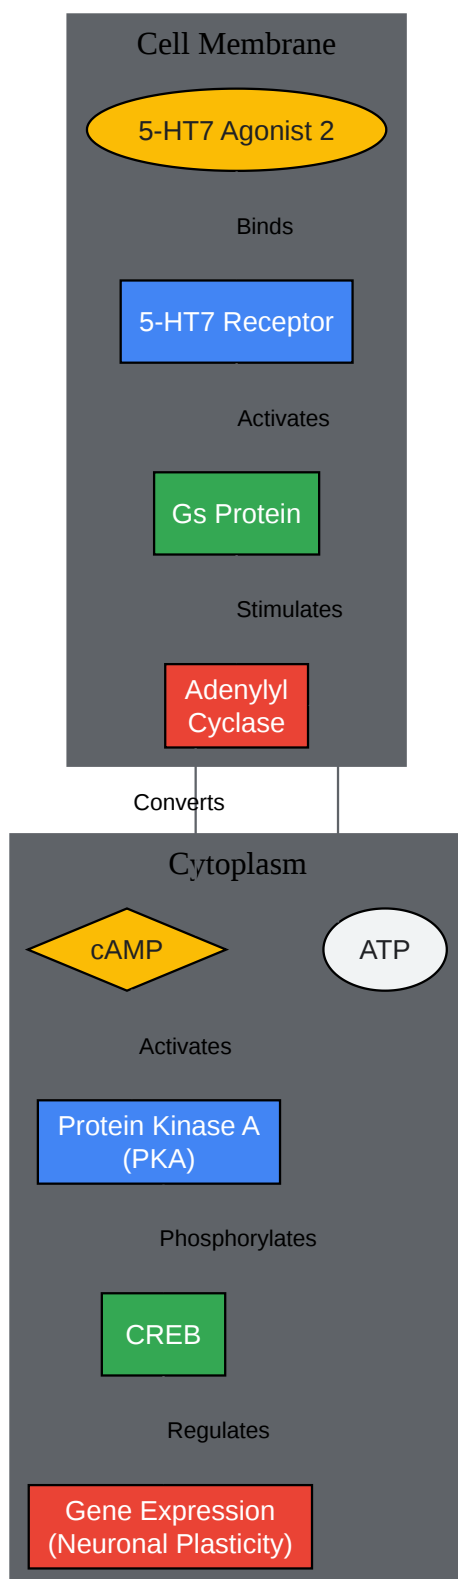 Cell Membrane
5-HT7 Agonist 2
Binds
5-HT7 Receptor
Activates
Gs Protein
Stimulates
Adenylyl
Cyclase
Converts
Cytoplasm
cAMP
ATP
Activates
Protein Kinase A
(PKA)
Phosphorylates
CREB
Regulates
Gene Expression
(Neuronal Plasticity)